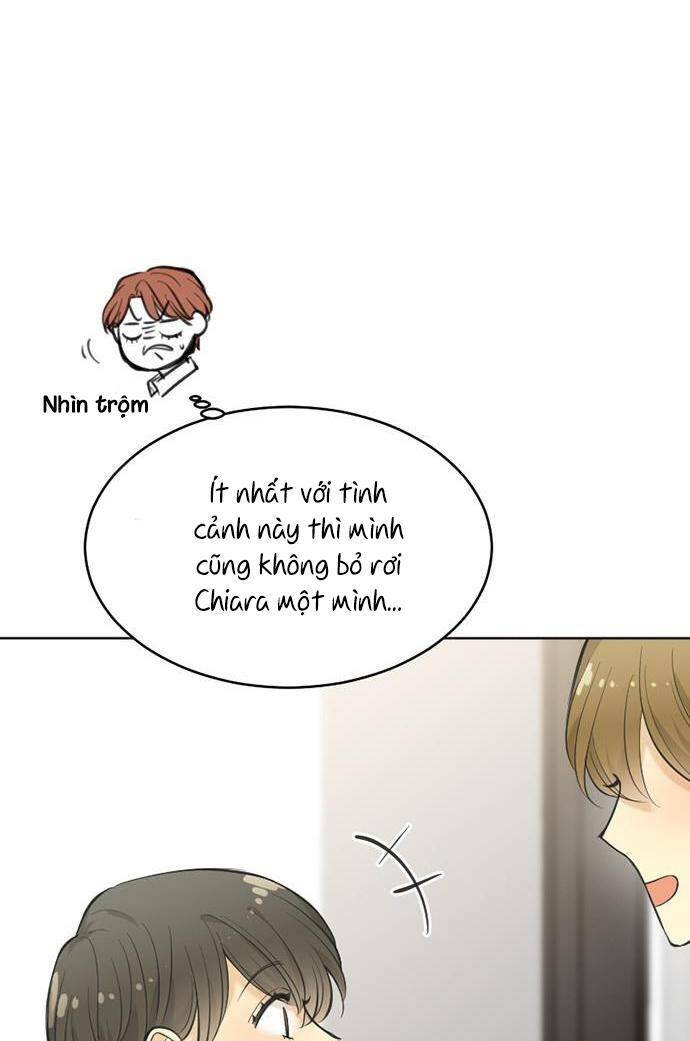 Nhìn trộm
Ít nhất với tình
cảnh này thì mình
cũng không bỏ rơi
Chiara một mình...